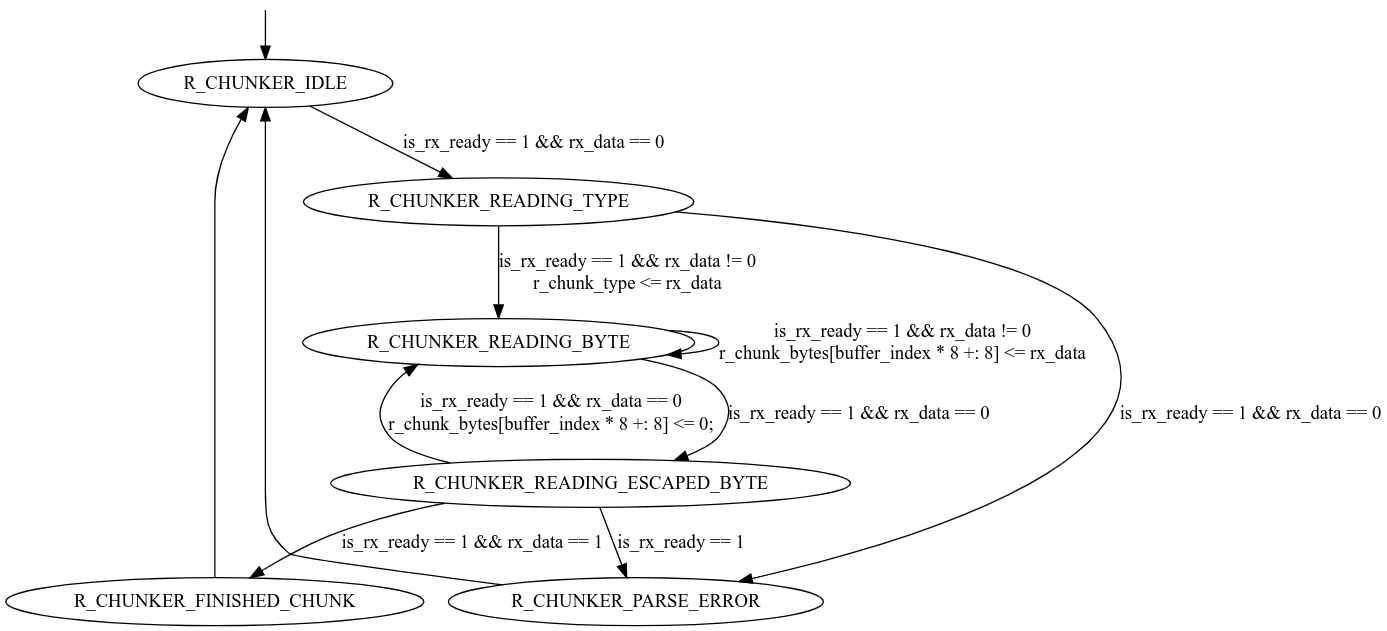 R_CHUNKER_IDLE
is_rx_ready == 1 && rx_data == 0
R_CHUNKER_READING_TYPE
is_rx_ready == 1 && rx_data != 0
r_chunk_type <= rx_data
is_rx_ready == 1 && rx_data != 0
r_chunk_bytes[buffer_index * 8 +: 8] <= rx_data
R_CHUNKER_READING_BYTE
is_rx_ready == 1 && rx_data == 0
r_chunk_bytes[buffer_index * 8 +: 8] <= 0;
is_rx_ready == 1 && rx_data == 0
is_rx_ready == 1 && rx_data == 0
R_CHUNKER_READING_ESCAPED_BYTE
is_rx_ready == 1 && rx_data == 1
is_rx_ready == 1
R_CHUNKER_FINISHED_CHUNK
R_CHUNKER_PARSE_ERROR